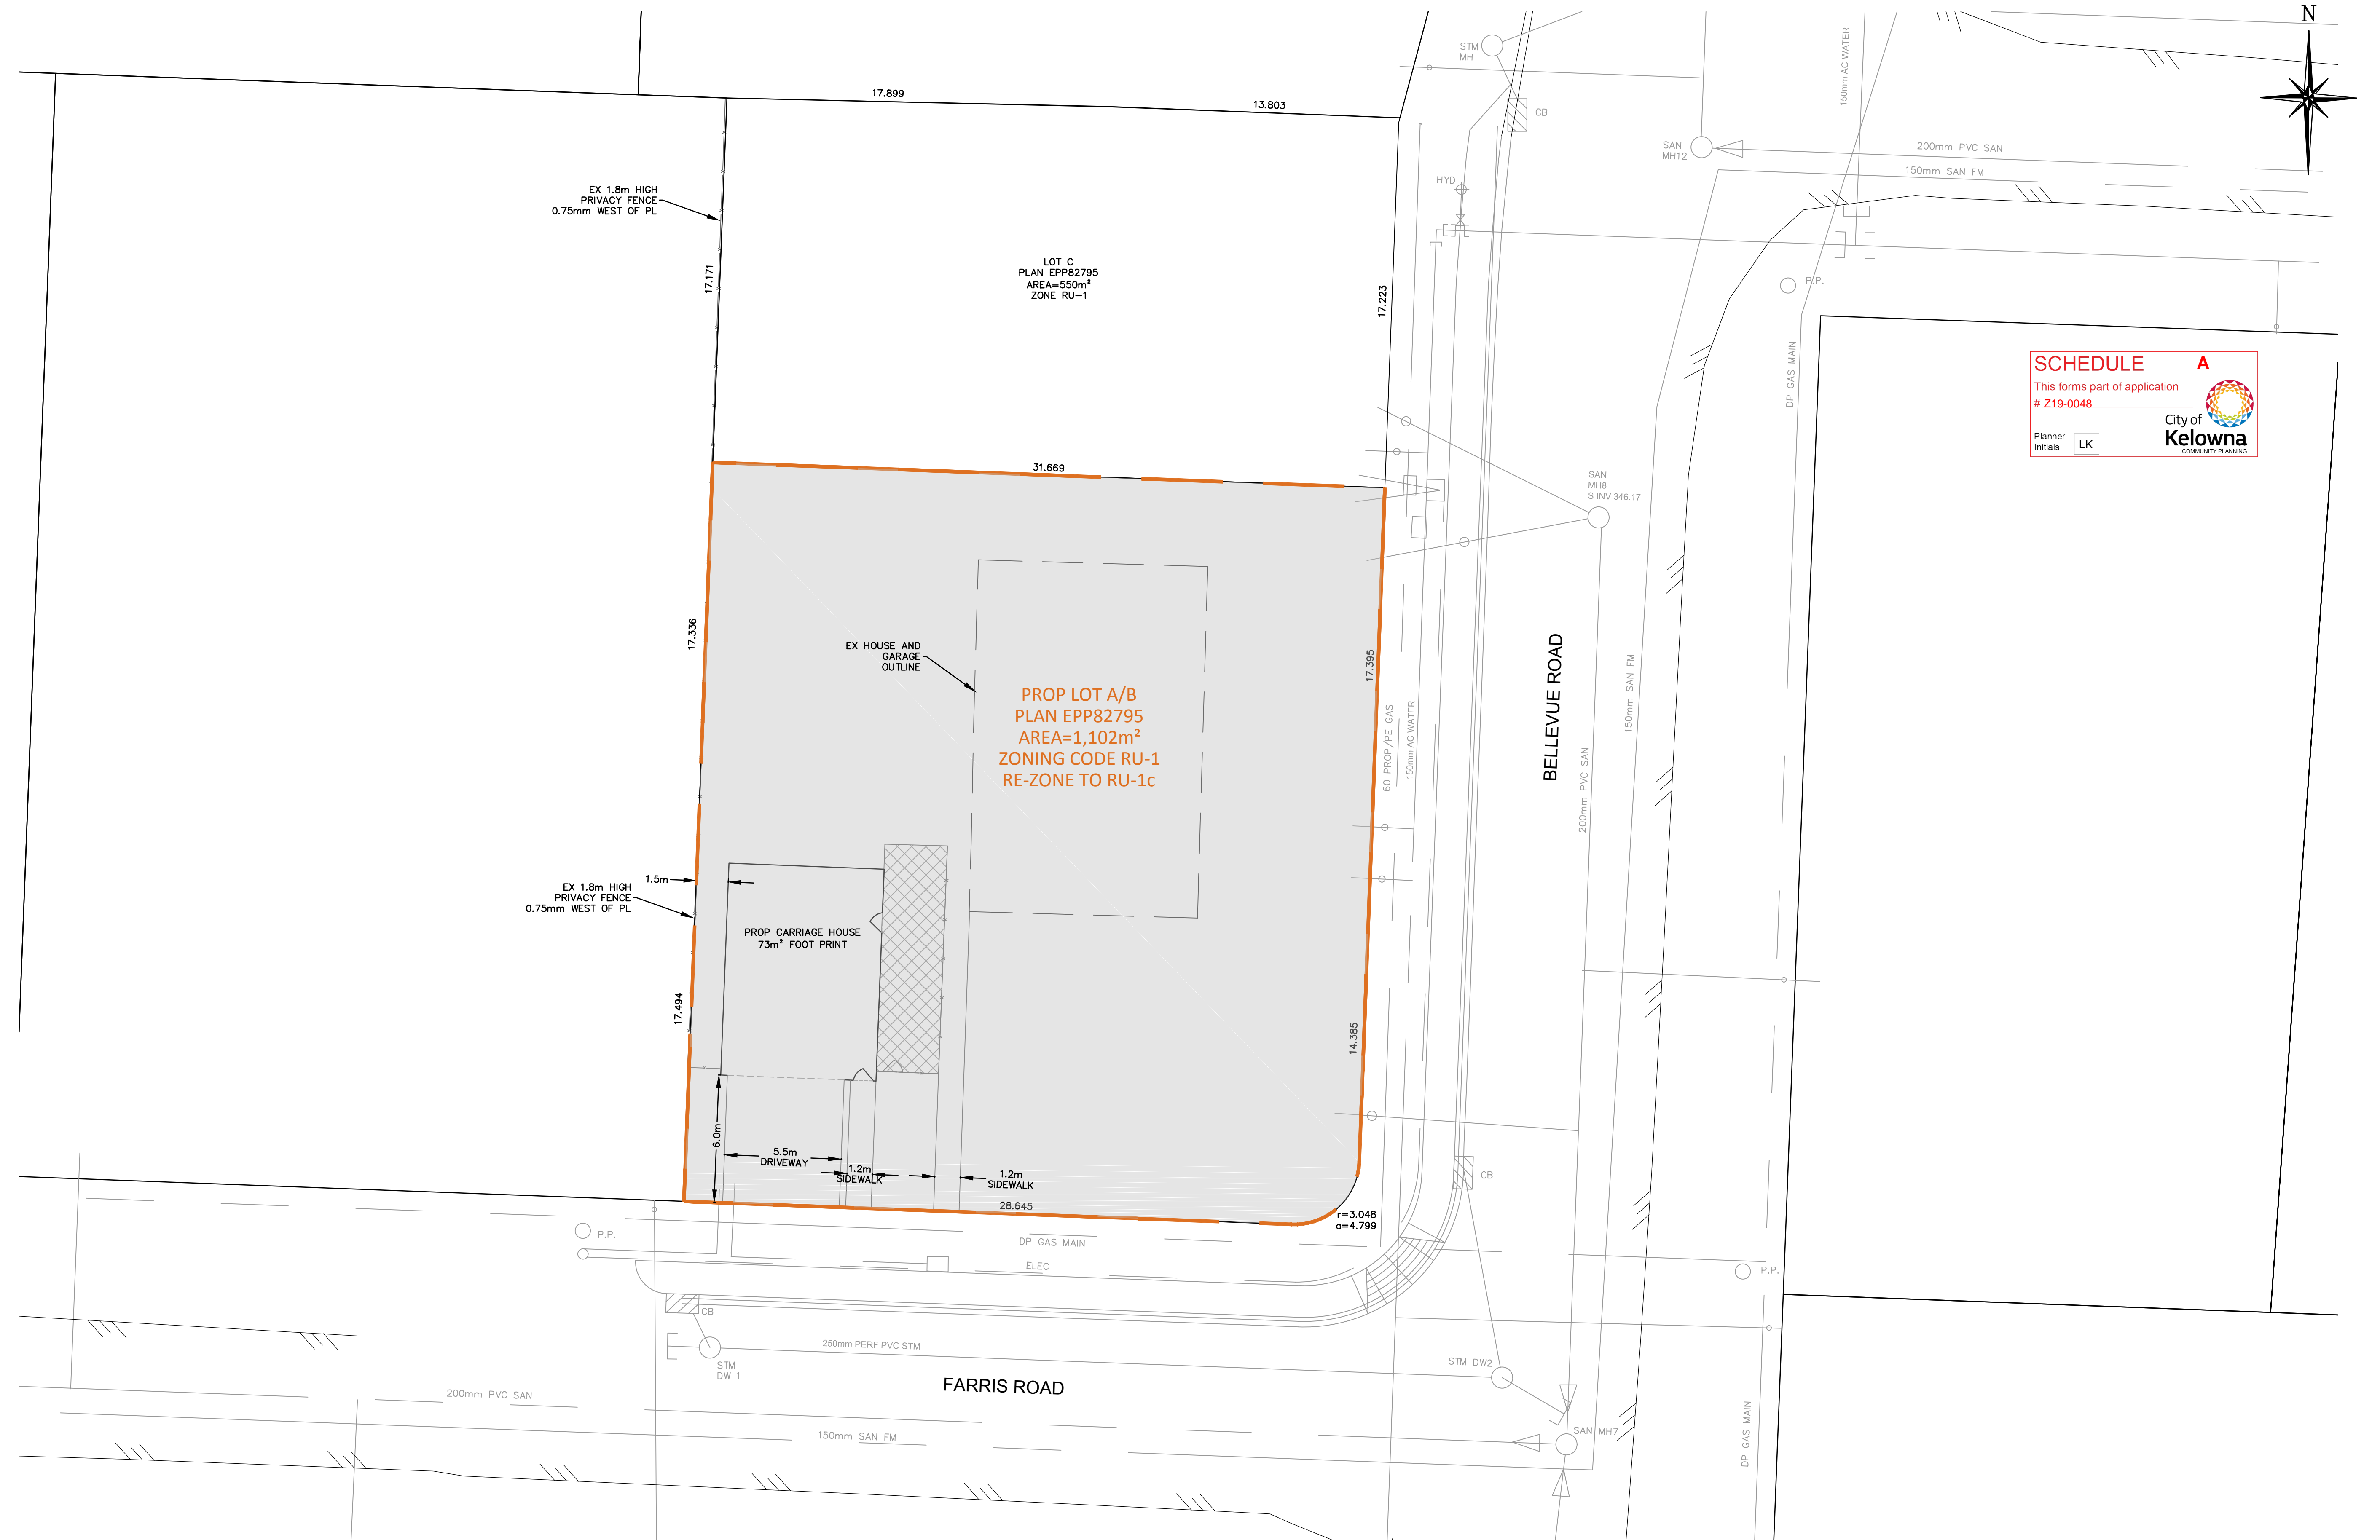 N
STM
MH
CB
150mm AC WATER
17.899
13.803
SAN
MH12
200mm PVC SAN
150mm SAN FM
HYD
EX 1.8m HIGH
PRIVACY FENCE
0.75mm WEST OF PL
17.171
LOT C
PLAN EPP82795
AREA=550m²
ZONE RU-1
17.223
P.P.
DP GAS MAIN
SCHEDULE A
This forms part of application
# Z19-0048
City of
Kelowna
COMMUNITY PLANNING
Planner
Initials
LK
31.669
SAN
MH8
S INV 346.17
17.336
EX HOUSE AND
GARAGE
OUTLINE
17.395
PROP LOT A/B
PLAN EPP82795
AREA=1,102m²
ZONING CODE RU-1
RE-ZONE TO RU-1c
60 PROP/PE GAS
150mm AC WATER
BELLEVUE ROAD
200mm PVC SAN
150mm SAN FM
1.5m
EX 1.8m HIGH
PRIVACY FENCE
0.75mm WEST OF PL
PROP CARRIAGE HOUSE
73m² FOOT PRINT
17.494
14.385
6.0m
5.5m
DRIVEWAY
1.2m
SIDEWALK
1.2m
SIDEWALK
28.645
r=3.048
a=4.799
CB
P.P.
DP GAS MAIN
ELEC
P.P.
CB
STM
DW 1
250mm PERF PVC STM
STM DW2
FARRIS ROAD
200mm PVC SAN
150mm SAN FM
SAN MH7
DP GAS MAIN